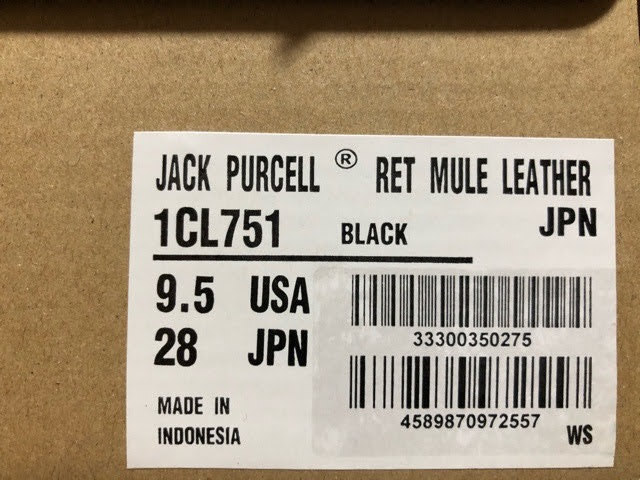 JACK PURCELL ® RET MULE LEATHER
1CL751 BLACK JPN
9.5 USA
28 JPN
33300350275
4589870972557
MADE IN
INDONESIA
WS